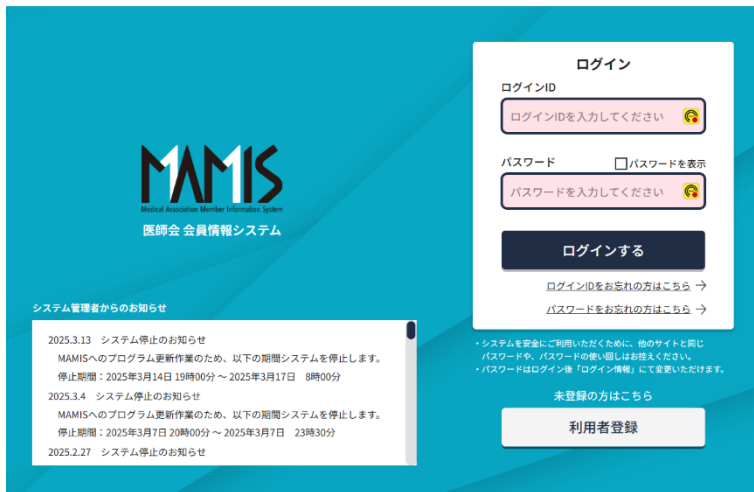 MAMIS
Medical Association Member Information System
医師会 会員情報システム
システム管理者からのお知らせ
2025.3.13　システム停止のお知らせ
MAMISへのプログラム更新作業のため、以下の期間システムを停止します。
停止期間：2025年3月14日 19時00分 ～ 2025年3月17日　8時00分
2025.3.4　システム停止のお知らせ
MAMISへのプログラム更新作業のため、以下の期間システムを停止します。
停止期間：2025年3月7日 20時00分 ～ 2025年3月7日　23時30分
2025.2.27　システム停止のお知らせ
ログイン
ログインID
ログインIDを入力してください
パスワード　パスワードを表示
パスワードを入力してください
ログインする
ログインIDをお忘れの方はこちら →
パスワードをお忘れの方はこちら →
・システムを安全にご利用いただくために、他のサイトと同じ
パスワードや、パスワードの使い回しはお控えください。
・パスワードはログイン後「ログイン情報」にて変更いただけます。
未登録の方はこちら
利用者登録